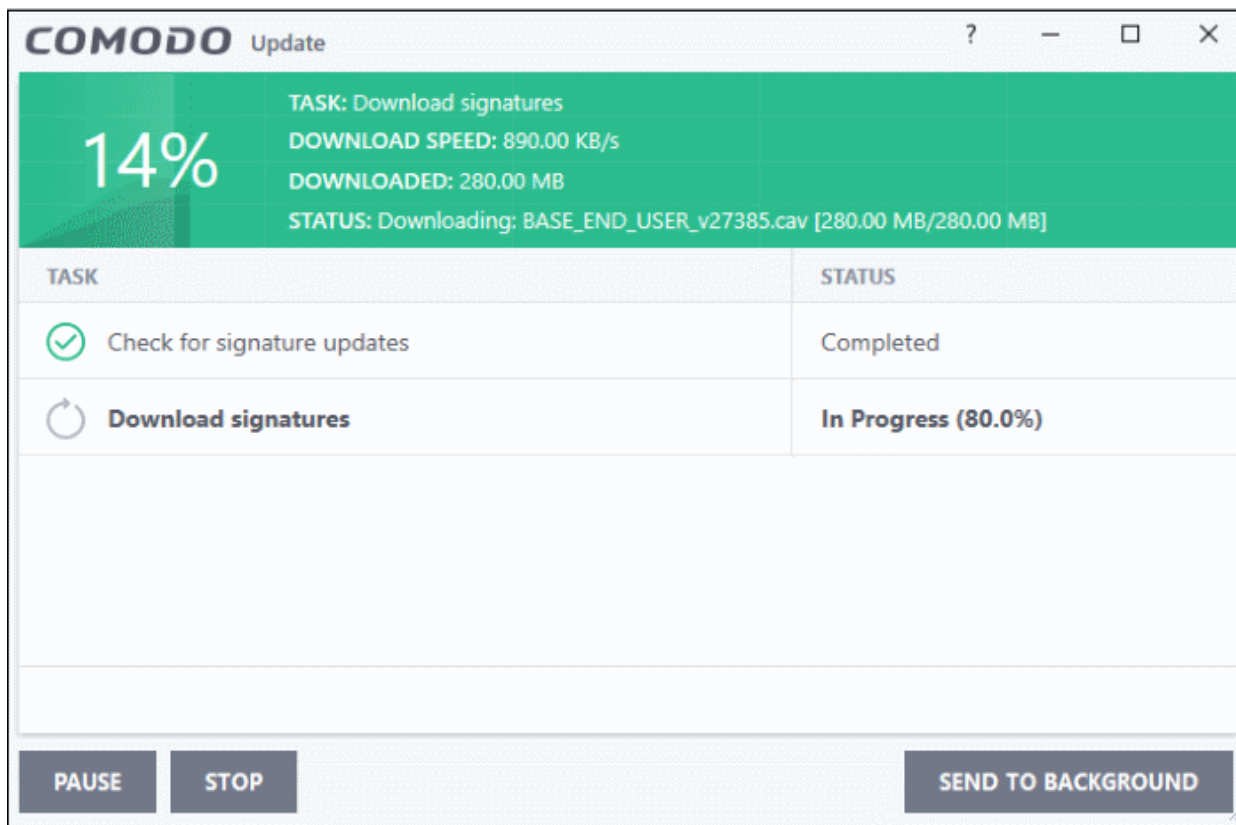 COMODO Update ?
14%
TASK: Download signatures
DOWNLOAD SPEED: 890.00 KB/s
DOWNLOADED: 280.00 MB
STATUS: Downloading: BASE_END_USER_v27385.cav [280.00 MB/280.00 MB]
TASK STATUS
Check for signature updates Completed
Download signatures In Progress (80.0%)
PAUSE STOP SEND TO BACKGROUND